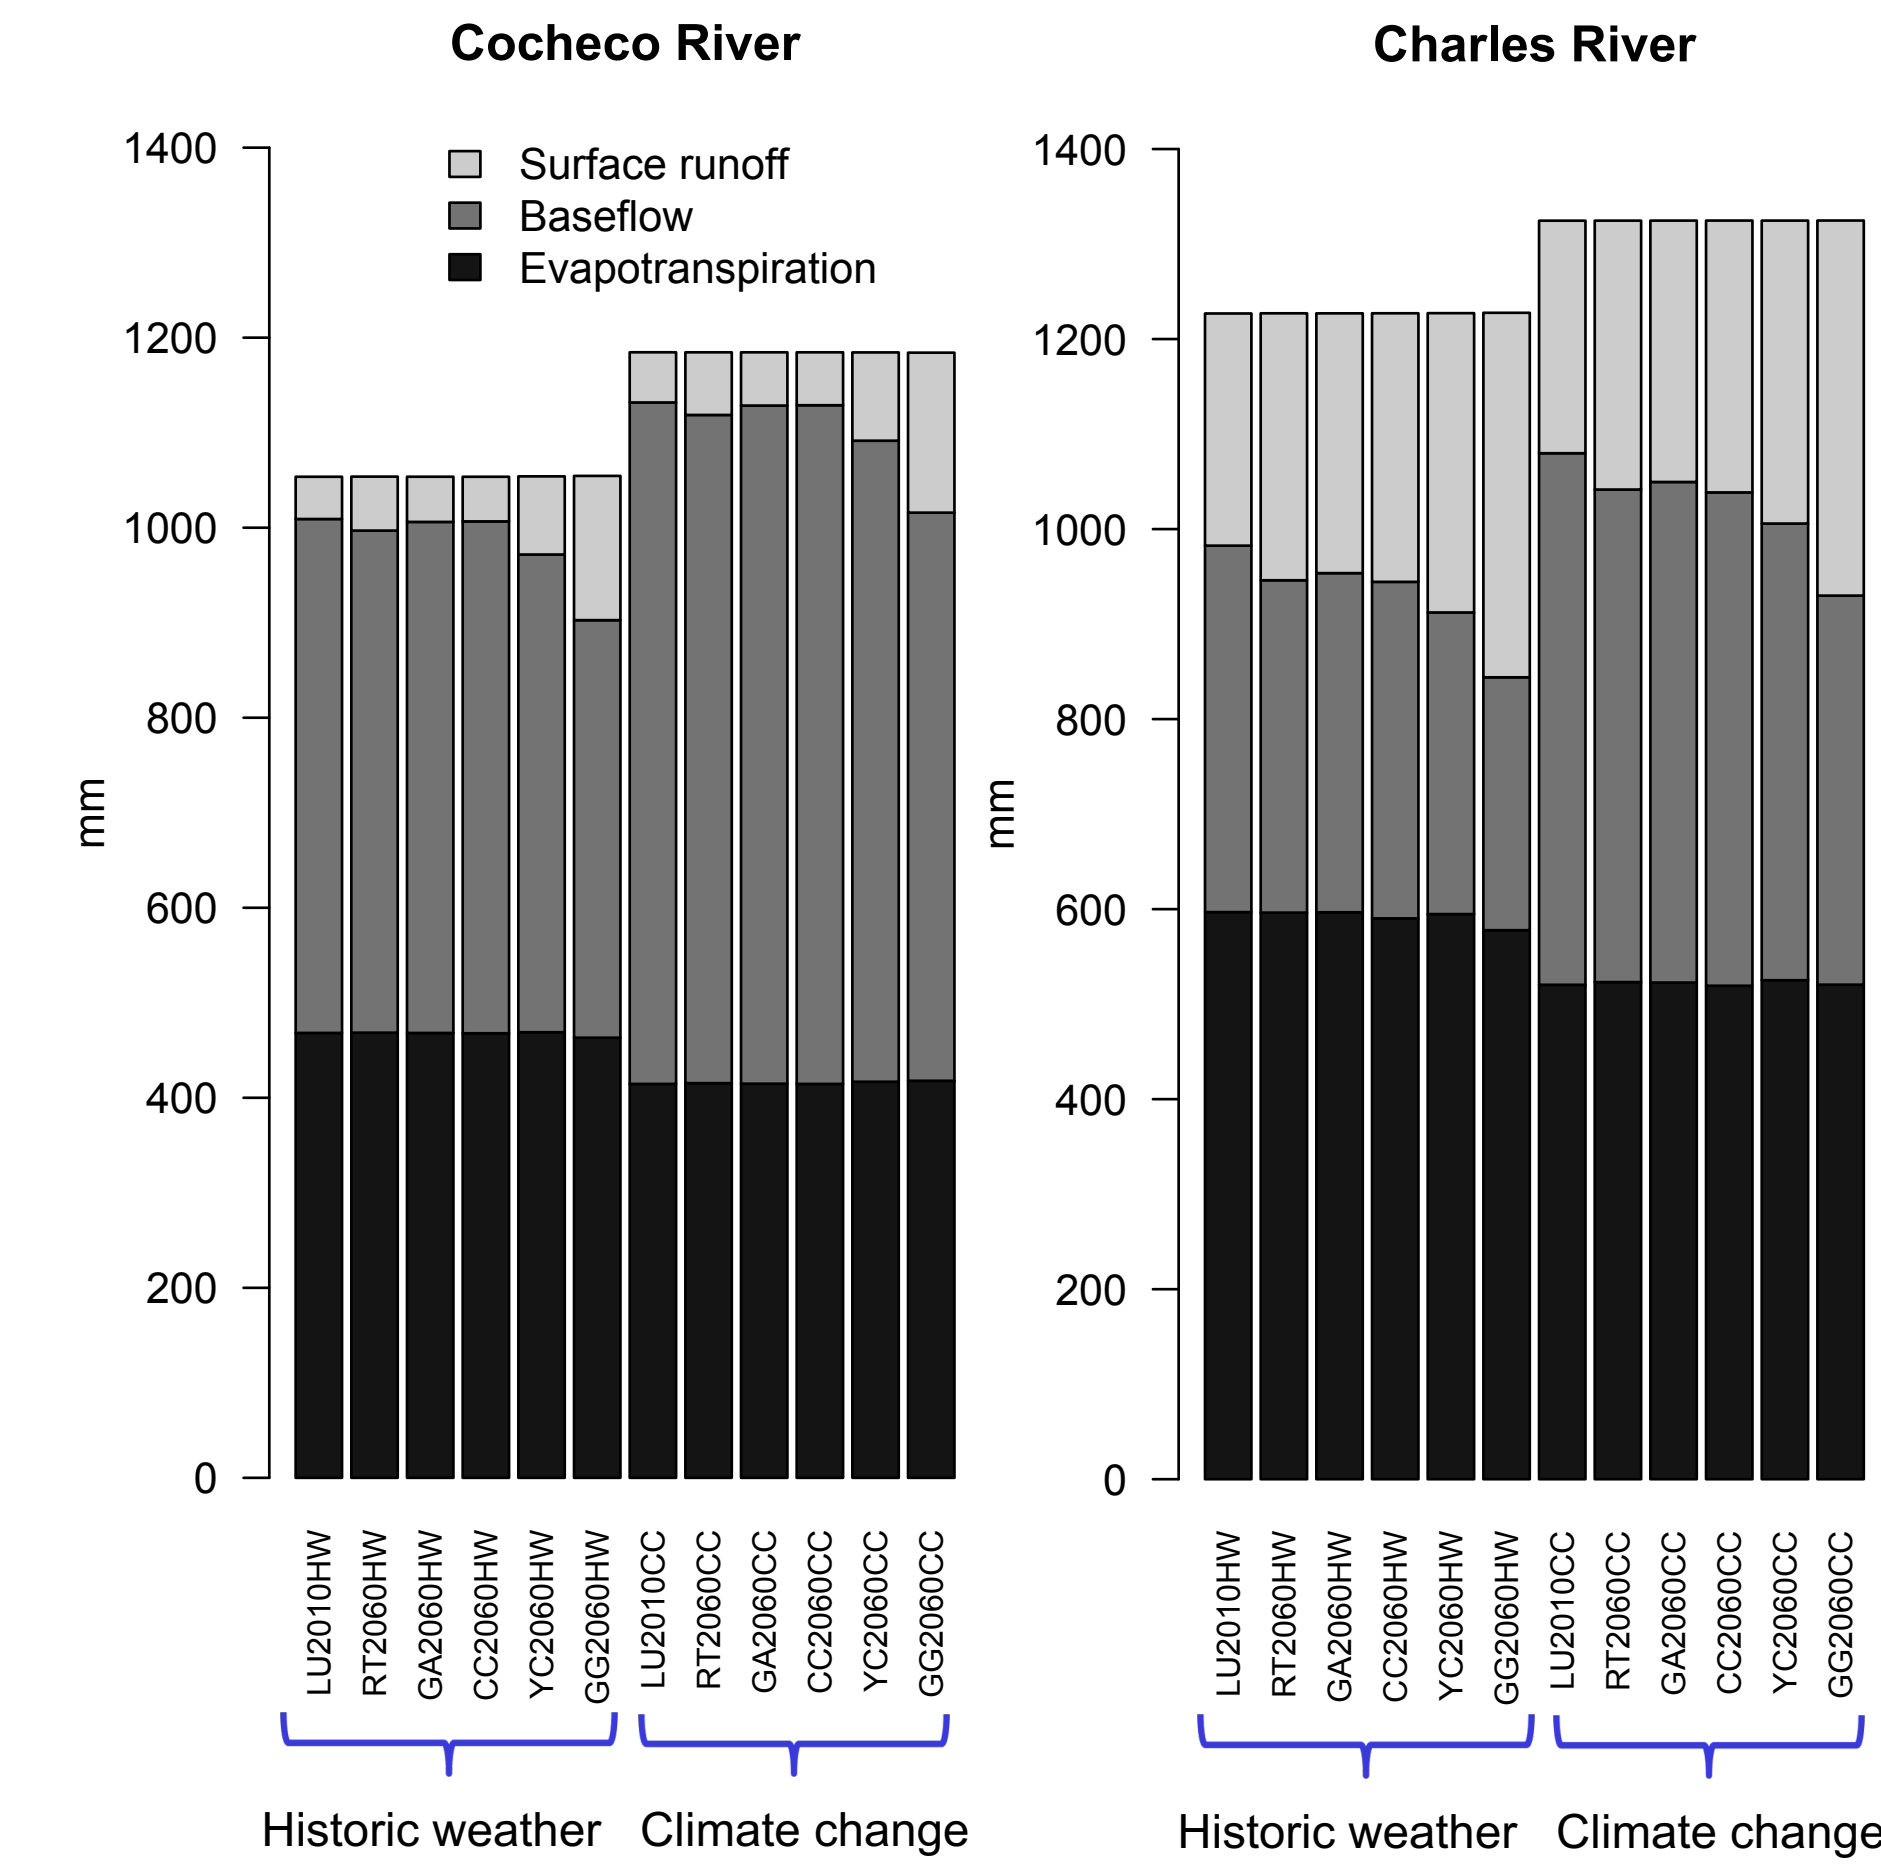 Cocheco River
1400
1200
1000
800
600
400
200
0
mm
Surface runoff
Baseflow
Evapotranspiration
LU2010HW
RT2060HW
GA2060HW
CC2060HW
YC2060HW
GG2060HW
LU2010CC
RT2060CC
GA2060CC
CC2060CC
YC2060CC
GG2060CC
Historic weather
Climate change
Charles River
1400
1200
1000
800
600
400
200
0
mm
LU2010HW
RT2060HW
GA2060HW
CC2060HW
YC2060HW
GG2060HW
LU2010CC
RT2060CC
GA2060CC
CC2060CC
YC2060CC
GG2060CC
Historic weather
Climate change